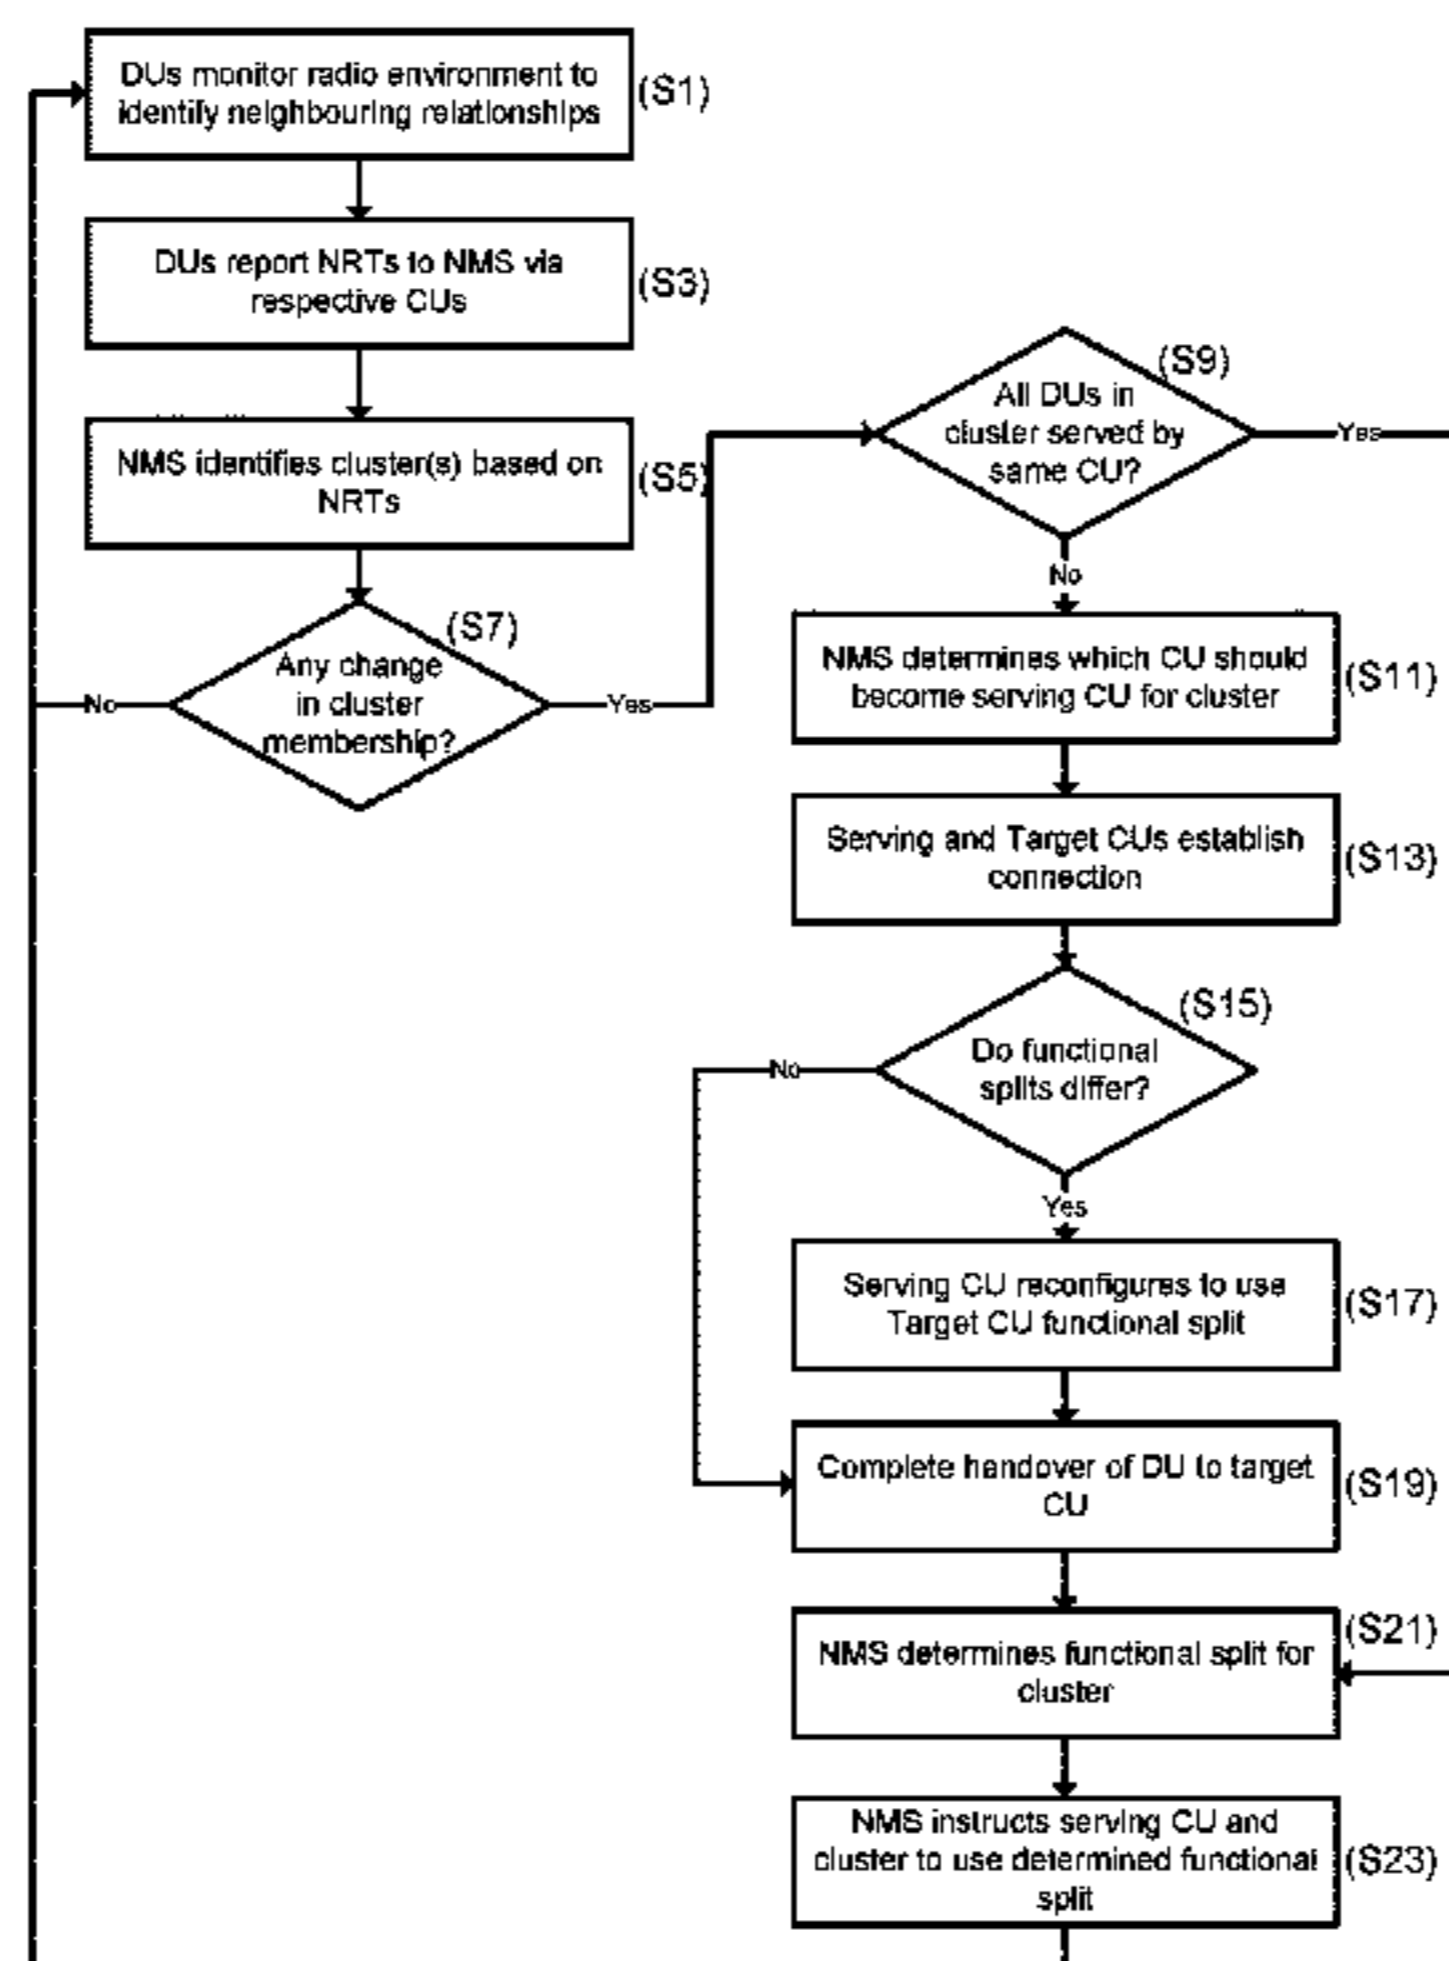 DUs monitor radio environment to
identify neighbouring relationships
(S1)
DUs report NRTs to NMS via
respective CUs
(S3)
NMS identifies cluster(s) based on
NRTs
(S5)
(S7)
Any change
in cluster
membership?
No
Yes
(S9)
All DUs in
cluster served by
same CU?
Yes
No
NMS determines which CU should
become serving CU for cluster
(S11)
Serving and Target CUs establish
connection
(S13)
(S15)
Do functional
splits differ?
No
Yes
Serving CU reconfigures to use
Target CU functional split
(S17)
Complete handover of DU to target
CU
(S19)
NMS determines functional split for
cluster
(S21)
NMS instructs serving CU and
cluster to use determined functional
split
(S23)